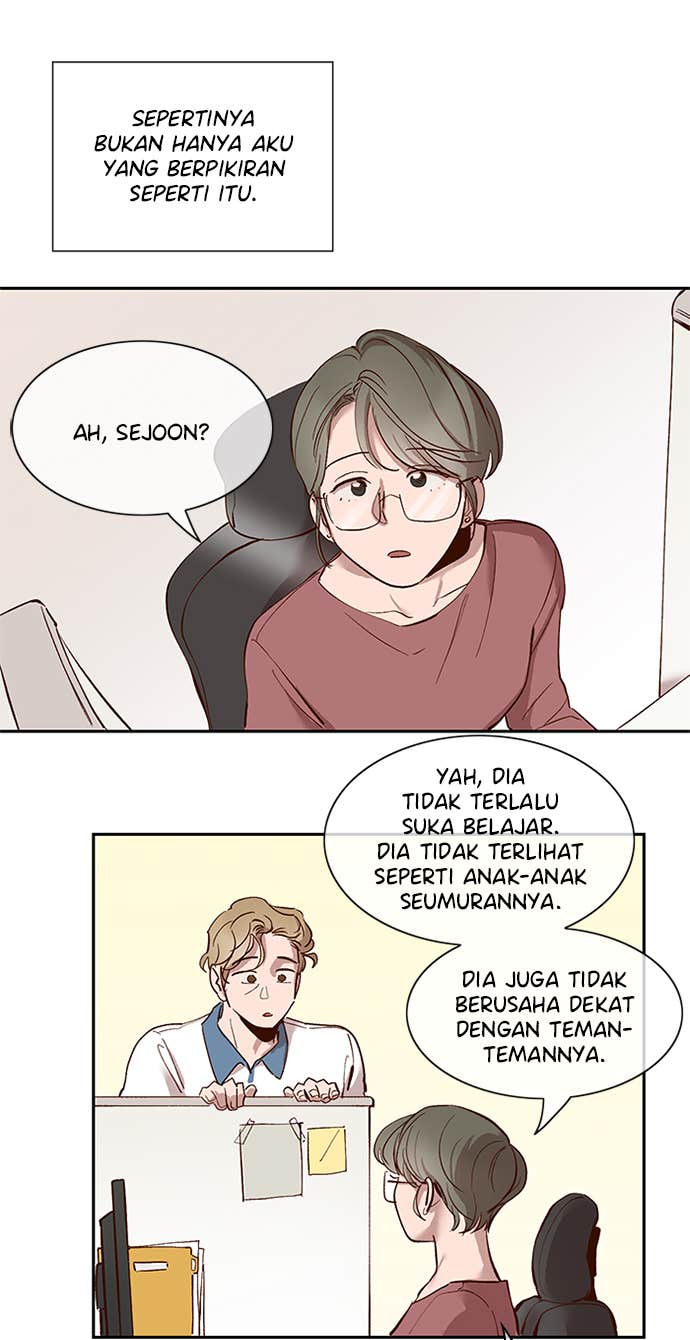 SEPERTINYA
BUKAN HANYA AKU
YANG BERPIKIRAN
SEPERTI ITU.
AH, SEJOON?
YAH, DIA
TIDAK TERLALU
SUKA BELAJAR.
DIA TIDAK TERLIHAT
SEPERTI ANAK-ANAK
SEUMURANNYA.
DIA JUGA TIDAK
BERUSAHA DEKAT
DENGAN TEMAN-
TEMANNYA.